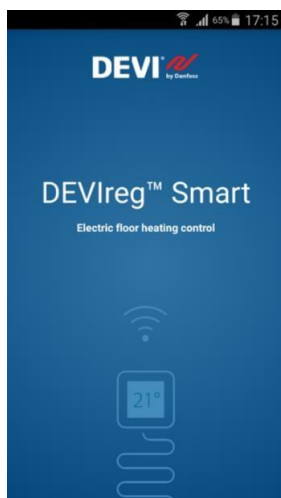 65% 17:15
DEVI
by Danfoss
DEVIreg™ Smart
Electric floor heating control
21°